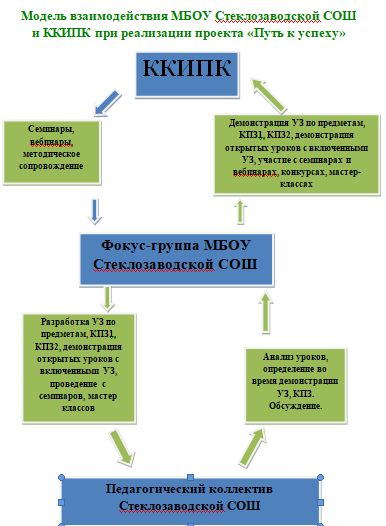 Модель взаимодействия МБОУ Стеклозаводской СОШ
и ККИПК при реализации проекта «Путь к успеху»
ККИПК
Семинары,
вебинары,
методическое
сопровождение
Демонстрация УЗ по предметам,
КПЗ1, КПЗ2, демонстрация
открытых уроков с включенными
УЗ, участие с семинарах и
вебинарах, конкурсах, мастер-
классах
Фокус-группа МБОУ
Стеклозаводской СОШ
Разработка УЗ по
предметам, КПЗ1,
КПЗ2, демонстрация
открытых уроков с
включенными УЗ,
проведение с
семинаров, мастер
классов
Анализ уроков,
определение во
время демонстрации
УЗ, КПЗ.
Обсуждение.
Педагогический коллектив
Стеклозаводской СОШ